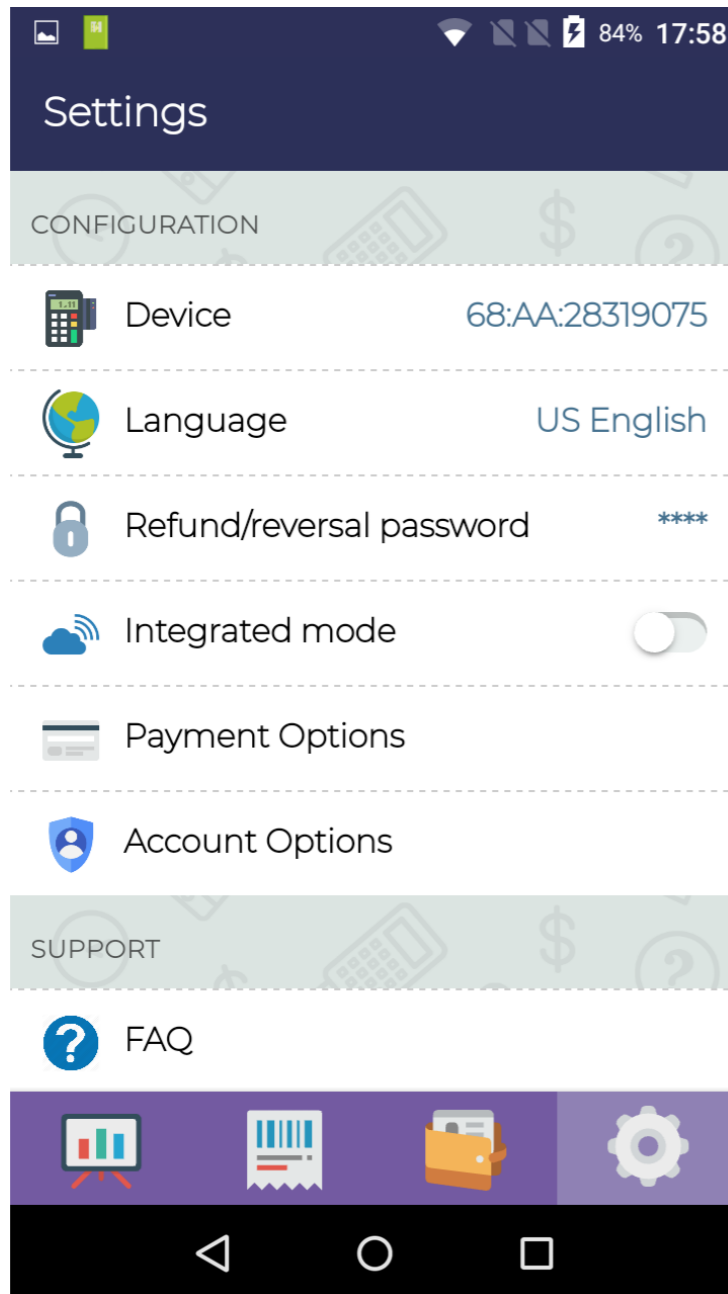 84% 17:58
Settings
CONFIGURATION
Device 68:AA:28319075
Language US English
Refund/reversal password ****
Integrated mode
Payment Options
Account Options
SUPPORT
FAQ